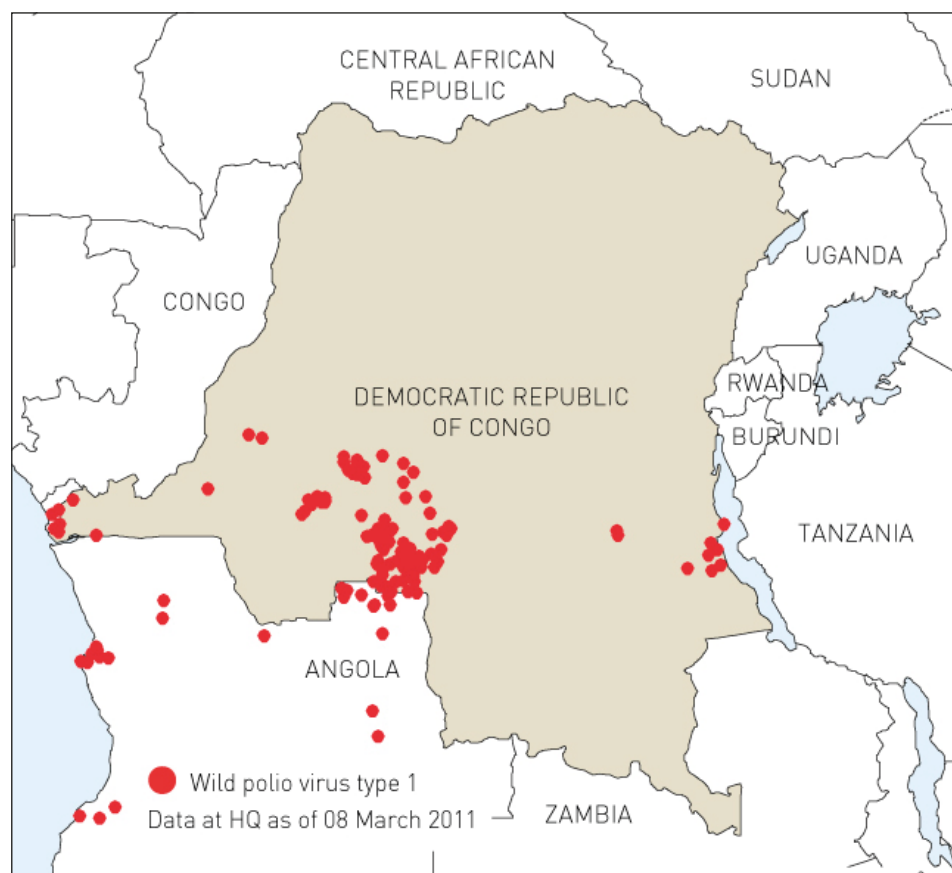 CENTRAL AFRICAN
REPUBLIC
SUDAN
UGANDA
CONGO
RWANDA
DEMOCRATIC REPUBLIC
OF CONGO
BURUNDI
TANZANIA
ANGOLA
Wild polio virus type 1
Data at HQ as of 08 March 2011
ZAMBIA